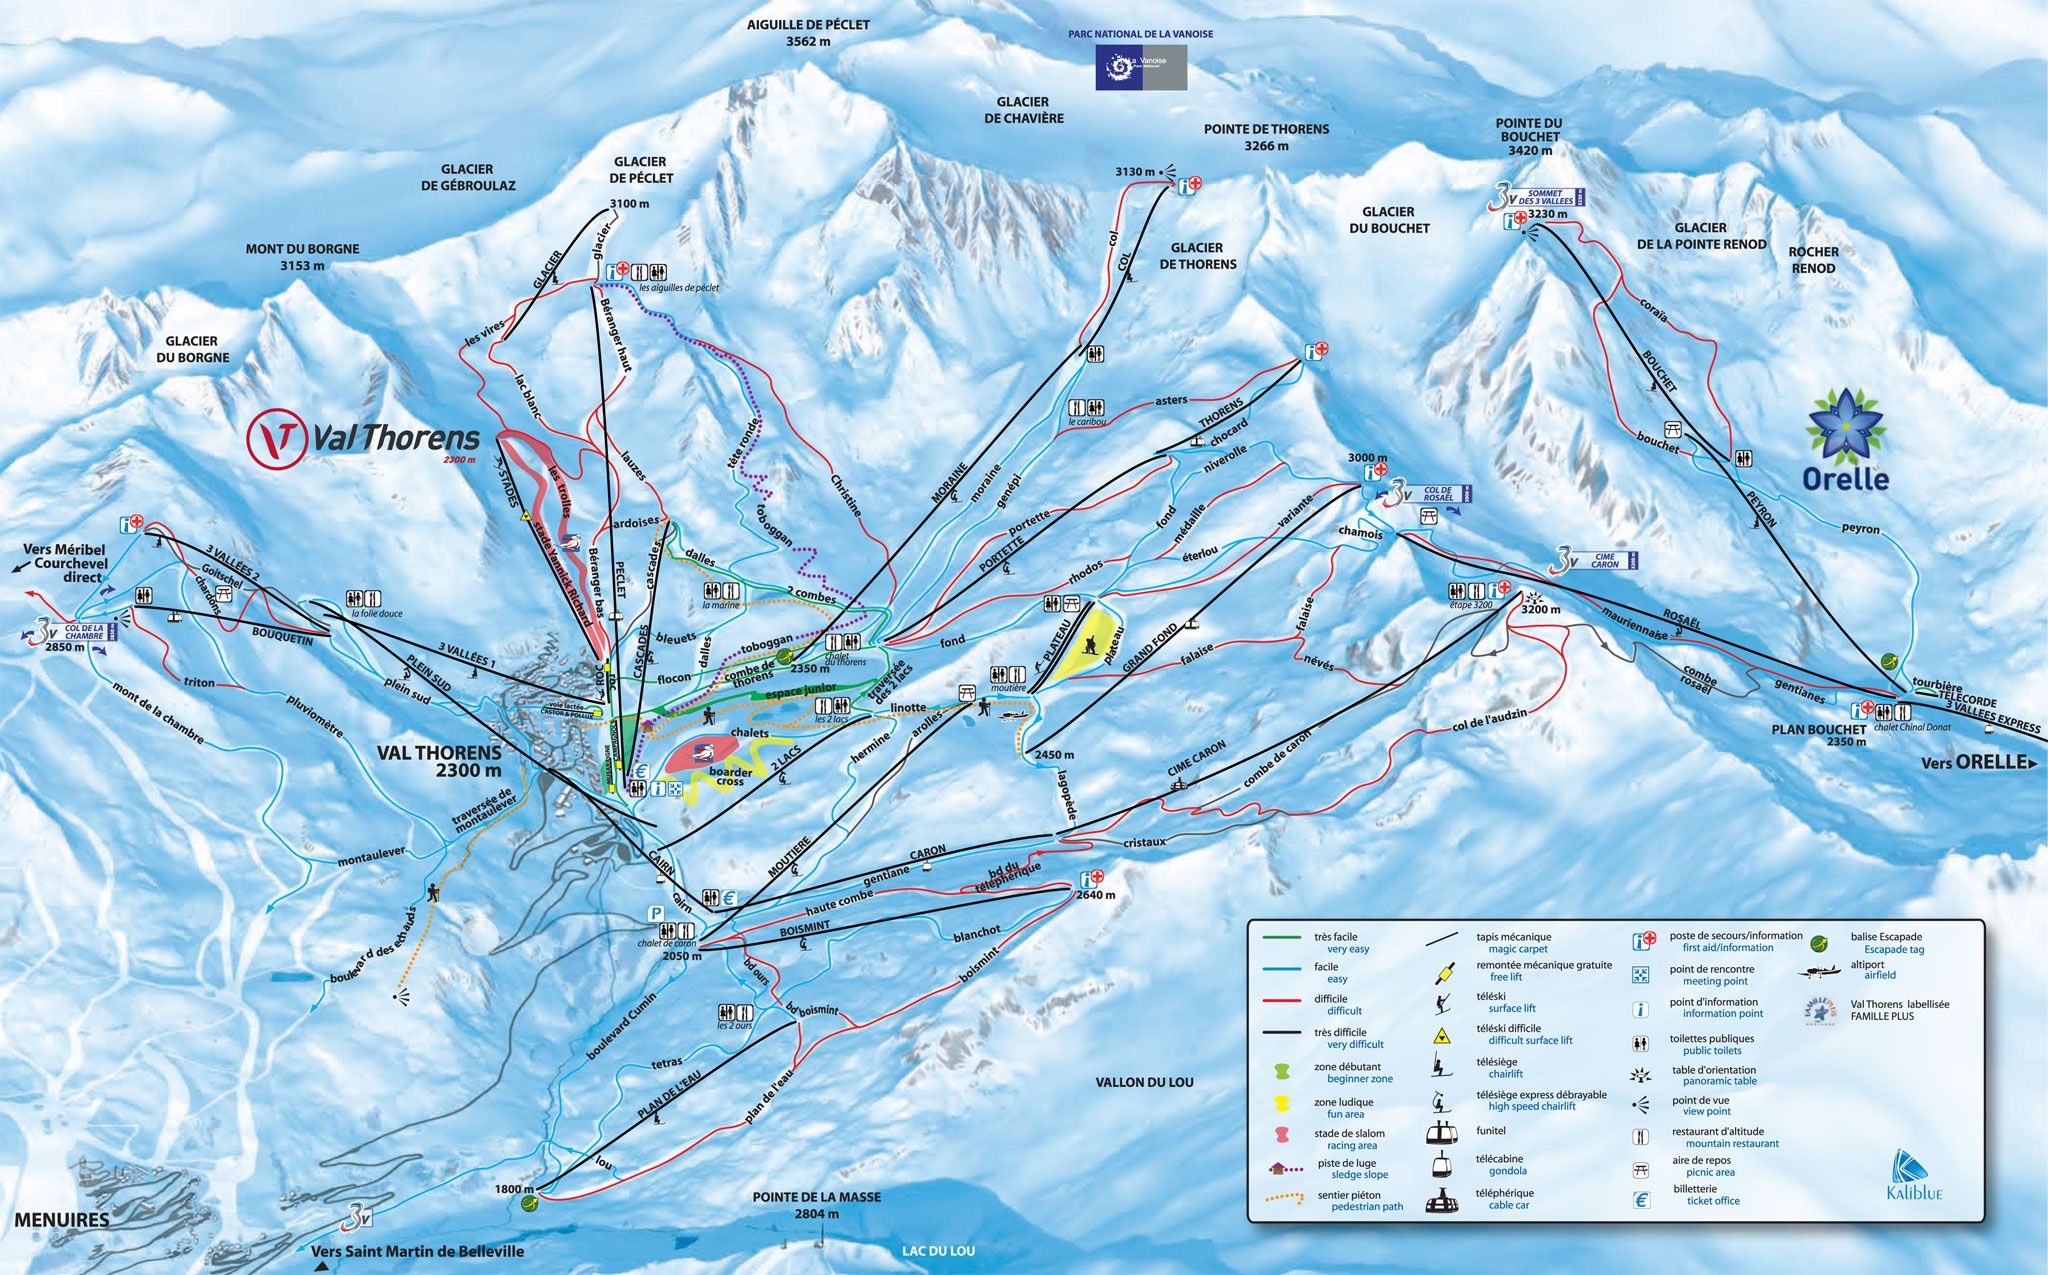 AIGUILLE DE PÉCLET
3562 m
PARC NATIONAL DE LA VANOISE
La Vanoise
Parc National
GLACIER
DE CHAVIÈRE
POINTE DE THORENS
3266 m
POINTE DU
BOUCHET
3420 m
GLACIER
DE GÉBROULAZ
GLACIER
DE PÉCLET
3100 m
3130 m
SOMMET
DES 3 VALLEES
3V
3230 m
GLACIER
DU BOUCHET
GLACIER
DE LA POINTE RENOD
ROCHER
RENOD
MONT DU BORGNE
3153 m
GLACIER
DE THORENS
GLACIER
DU BORGNE
GLACIER
glacier
les aiguilles de péclet
col
COL
les vires
Béranger haut
lac blanc
coraïa
BOUCHET
bouchet
le caribou
asters
THORENS
chocard
niverolle
Val Thorens
2300 m
Orelle
STADES
les trolles
stade Yannick Richard
lauzes
tête ronde
toboggan
Christine
MORAINE
moraine
genépi
portette
PORTETTE
fond
médaille
variante
3000 m
3V
COL DE
ROSAËL
chamois
PEYRON
peyron
ardoises
dalles
cascades
Béranger bas
PECLET
2 combes
rhodos
éterlou
3V
CIME
CARON
étape 3200
3200 m
Vers Méribel
Courchevel
direct
3 VALLÉES 2
Goitschel
chardons
la folie douce
3V
COL DE LA
CHAMBRE
2850 m
BOUQUETIN
3 VALLÉES 1
PLEIN SUD
plein sud
triton
pluviomètre
mont de la chambre
la marine
bleuets
CASCADES
dalles
toboggan
chalet
du thorens
2350 m
combe de
thorens
flocon
espace junior
ROC
roc
voie lactée
CASTOR & POLLUX
traversée
des 2 lacs
les 2 lacs
linotte
fond
PLATEAU
plateau
GRAND FOND
falaise
falaise
névés
moutière
mauriennaise
ROSAËL
combe
rosaël
gentianes
tourbière
TELECORDE
3 VALLEES EXPRESS
PLAN BOUCHET
2350 m
chalet Chinal Donat
Vers ORELLE
VAL THORENS
2300 m
chalets
boarder
cross
2 LACS
hermine
arolles
2450 m
lagopède
CIME CARON
combe de caron
col de l'audzin
traversée de
montaulever
montaulever
boulevard des echauds
CAIRN
cairn
MOUTIERE
CARON
gentiane
bd du
téléphérique
cristaux
haute combe
BOISMINT
2640 m
P
chalet de caron
2050 m
blanchot
boismint
bd ours
bd boismint
les 2 ours
boulevard Cumin
tetras
PLAN DE L'EAU
plan de l'eau
lou
1800 m
VALLON DU LOU
MENUIRES
3V
Vers Saint Martin de Belleville
POINTE DE LA MASSE
2804 m
LAC DU LOU
très facile
very easy
facile
easy
difficile
difficult
très difficile
very difficult
zone débutant
beginner zone
zone ludique
fun area
stade de slalom
racing area
piste de luge
sledge slope
sentier piéton
pedestrian path
tapis mécanique
magic carpet
remontée mécanique gratuite
free lift
téléski
surface lift
téléski difficile
difficult surface lift
télésiège
chairlift
télésiège express débrayable
high speed chairlift
funitel
télécabine
gondola
téléphérique
cable car
poste de secours/information
first aid/information
point de rencontre
meeting point
point d'information
information point
toilettes publiques
public toilets
table d'orientation
panoramic table
point de vue
view point
restaurant d'altitude
mountain restaurant
aire de repos
picnic area
billetterie
ticket office
balise Escapade
Escapade tag
altiport
airfield
Val Thorens labellisée
FAMILLE PLUS
KALIBLUE